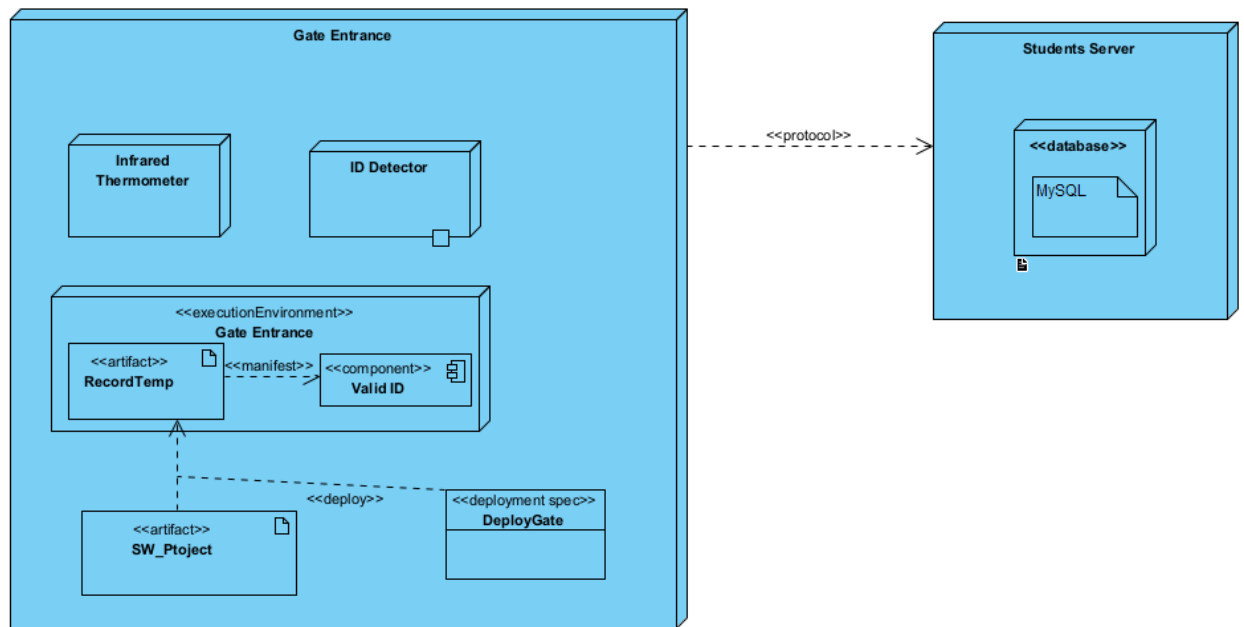 Gate Entrance
Students Server
<<protocol>>
Infrared
Thermometer
ID Detector
<<database>>
MySQL
<<executionEnvironment>>
Gate Entrance
<<artifact>>
RecordTemp
<<manifest>>
<<component>>
Valid ID
<<deploy>>
<<deployment spec>>
DeployGate
<<artifact>>
SW_Ptoject